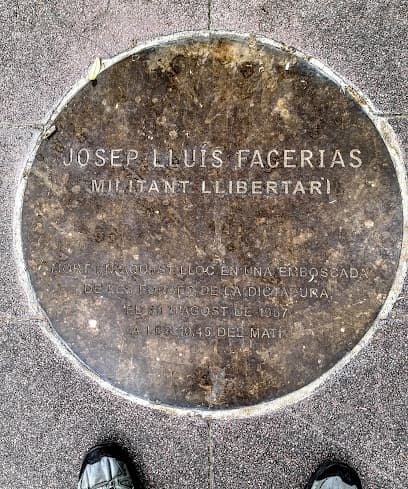 JOSEP LLUÍS FACERIAS
MILITANT LLIBERTARI
MORT EN AQUEST LLOC EN UNA EMBOSCADA
DE LES FORCES DE LA DICTADURA,
EL 30 D'AGOST DE 1957
A LES 10.45 DEL MATÍ